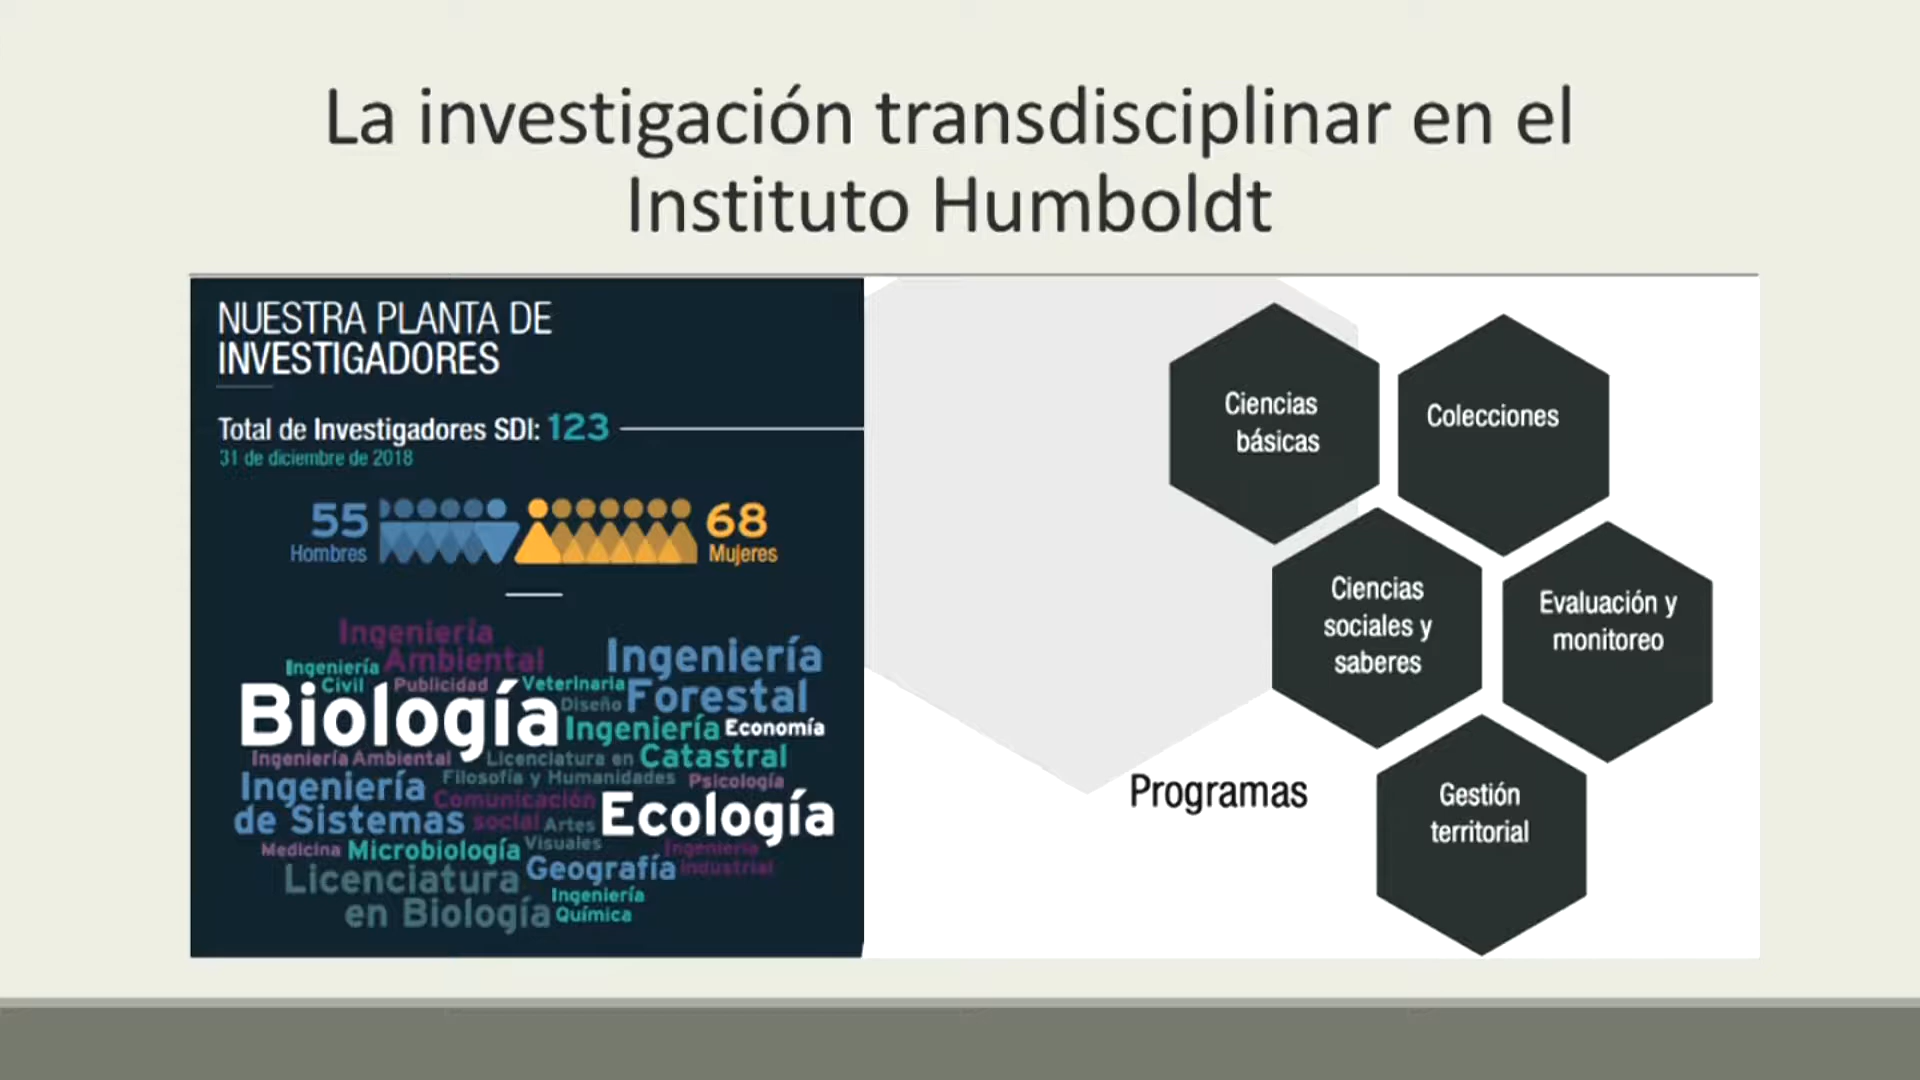 La investigación transdisciplinar en el
Instituto Humboldt
NUESTRA PLANTA DE
INVESTIGADORES
Total de Investigadores SDI: 123
31 de diciembre de 2018
55
Hombres
68
Mujeres
Ingeniería
Ambiental
Ingeniería
Civil
Publicidad
Veterinaria
Ingeniería
Forestal
Biología
Diseño
Ingeniería
Catastral
Economía
Ingeniería Ambiental
Licenciatura en
Filosofía y Humanidades
Psicología
Ingeniería
de Sistemas
Comunicación
social
Artes
Visuales
Ecología
Medicina
Microbiología
Ingeniería
Industrial
Geografía
Licenciatura
en Biología
Ingeniería
Química
Ciencias
básicas
Colecciones
Ciencias
sociales y
saberes
Evaluación y
monitoreo
Programas
Gestión
territorial